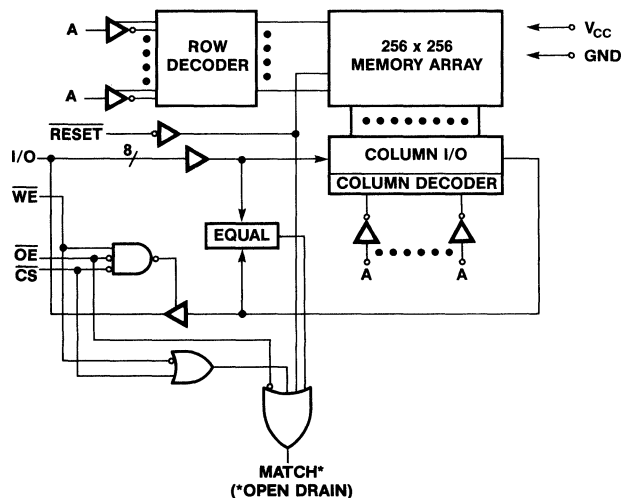 A
A
ROW
DECODER
256 x 256
MEMORY ARRAY
VCC
GND
RESET
I/O
8
COLUMN I/O
COLUMN DECODER
WE
EQUAL
OE
CS
A
A
MATCH*
(*OPEN DRAIN)